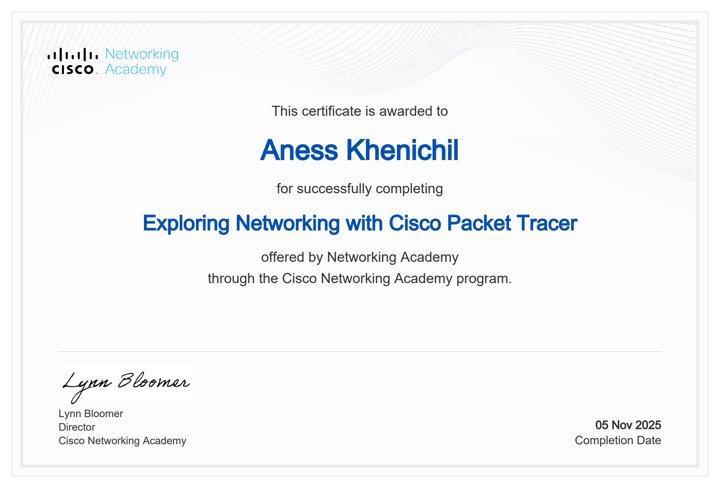 Networking
CISCO Academy
This certificate is awarded to
Aness Khenichil
for successfully completing
Exploring Networking with Cisco Packet Tracer
offered by Networking Academy
through the Cisco Networking Academy program.
Lynn Bloomer
Lynn Bloomer
Director
Cisco Networking Academy
05 Nov 2025
Completion Date